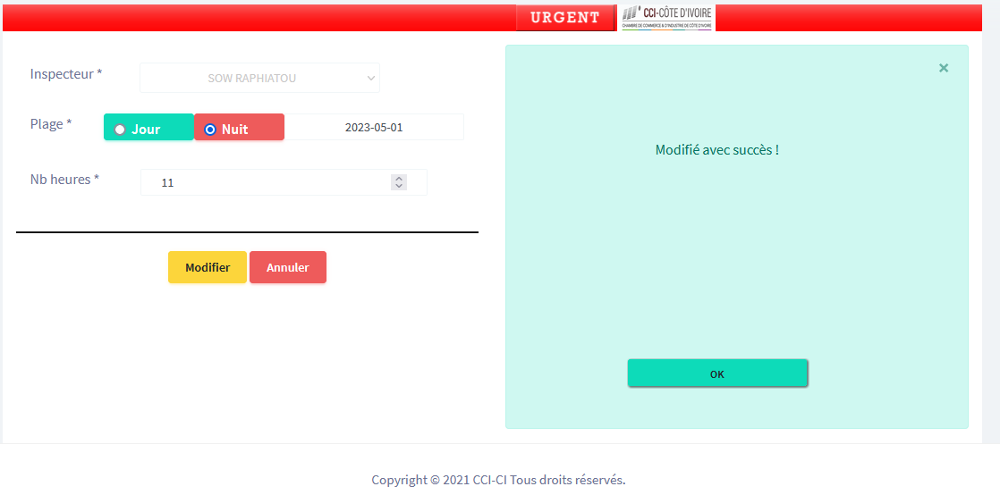 URGENT
CCI-CÔTE D'IVOIRE
CHAMBRE DE COMMERCE & D'INDUSTRIE DE CÔTE D'IVOIRE
Inspecteur *
SOW RAPHIATOU
Plage *
Jour
Nuit
2023-05-01
Nb heures *
11
Modifier
Annuler
×
Modifié avec succès !
OK
Copyright © 2021 CCI-CI Tous droits réservés.